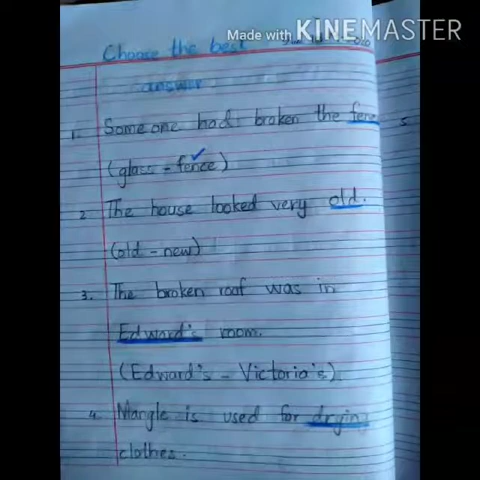 Made with KINEMASTER
Choose the best
answer
1. Someone had broken the fence
(glass - fence)
2. The house looked very old.
(old - new)
3. The broken roof was in
Edward's room.
(Edward's - Victoria's)
4. Mangle is used for drying
clothes.
5